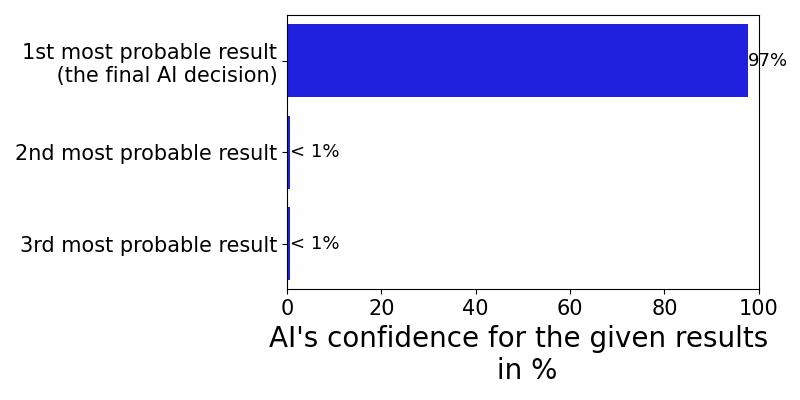 1st most probable result
(the final AI decision)
97%
2nd most probable result
< 1%
3rd most probable result
< 1%
0 20 40 60 80 100
AI's confidence for the given results
in %